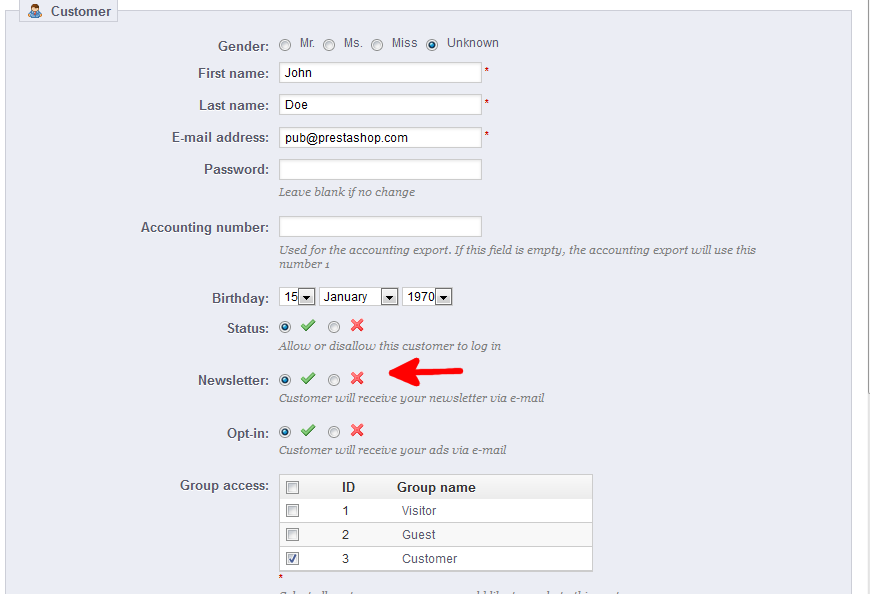 Customer
Gender: Mr. Ms. Miss Unknown
First name: John *
Last name: Doe *
E-mail address: pub@prestashop.com *
Password:
Leave blank if no change
Accounting number:
Used for the accounting export. If this field is empty, the accounting export will use this
number 1
Birthday: 15 January 1970
Status:
Allow or disallow this customer to log in
Newsletter:
Customer will receive your newsletter via e-mail
Opt-in:
Customer will receive your ads via e-mail
Group access: ID Group name
1 Visitor
2 Guest
3 Customer
*